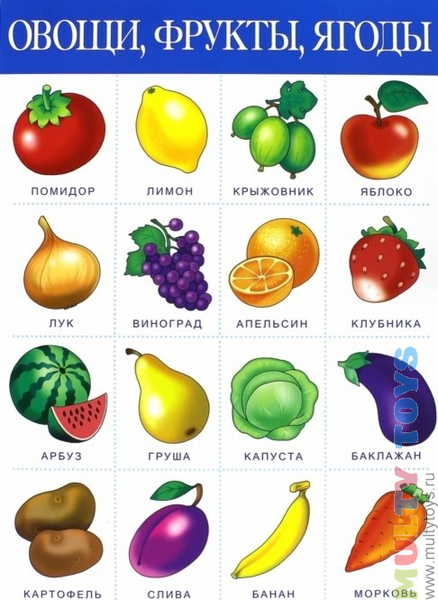 ОВОЩИ, ФРУКТЫ, ЯГОДЫ
ПОМИДОР ЛИМОН КРЫЖОВНИК ЯБЛОКО
ЛУК ВИНОГРАД АПЕЛЬСИН КЛУБНИКА
АРБУЗ ГРУША КАПУСТА БАКЛАЖАН
КАРТОФЕЛЬ СЛИВА БАНАН МОРКОВЬ
MULTY TOYS
www.multytoys.ru